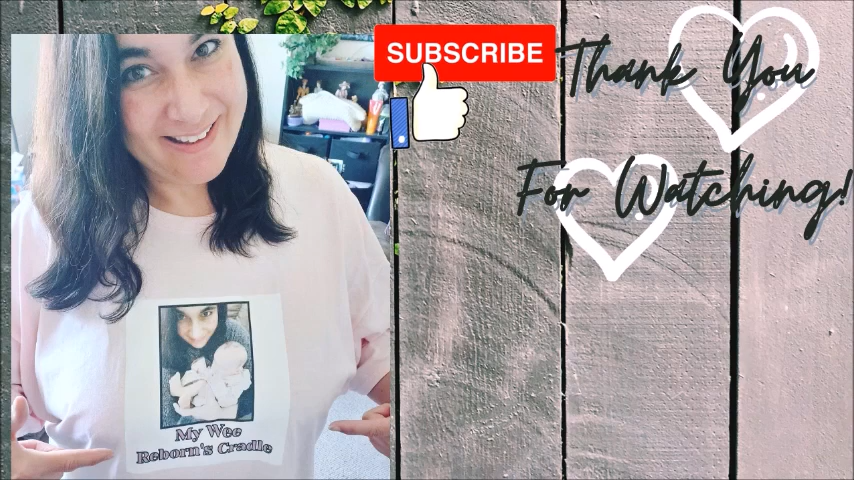 SUBSCRIBE
Thank You
For Watching!
My Wee
Reborn's Cradle